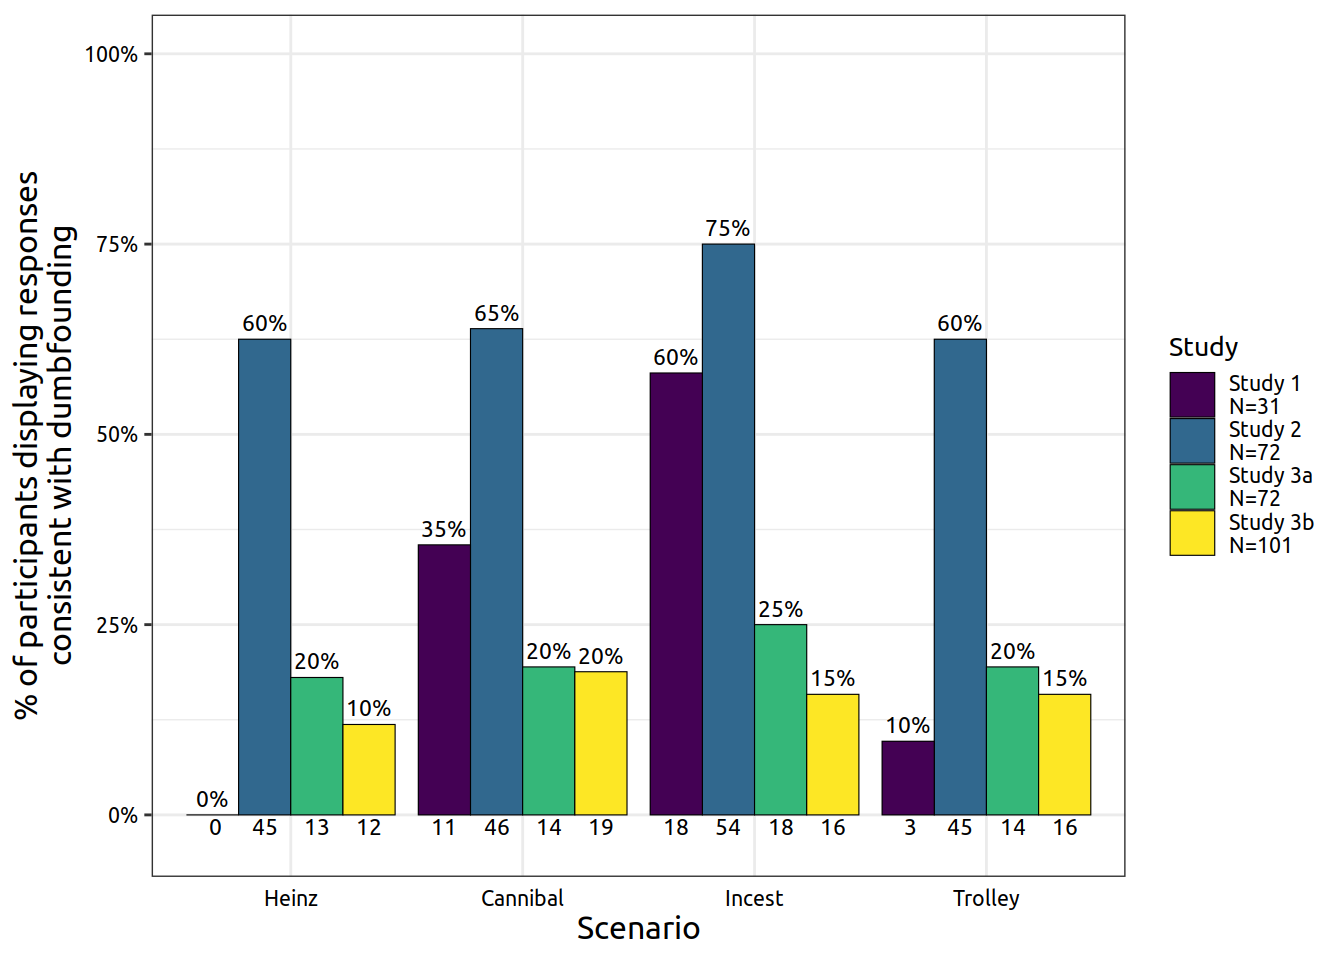 % of participants displaying responses
consistent with dumbfounding
100%
75%
50%
25%
0%
0%
60%
20%
10%
35%
65%
20%
20%
60%
75%
25%
15%
10%
60%
20%
15%
0 45 13 12 11 46 14 19 18 54 18 16 3 45 14 16
Heinz Cannibal Incest Trolley
Scenario
Study
Study 1
N=31
Study 2
N=72
Study 3a
N=72
Study 3b
N=101